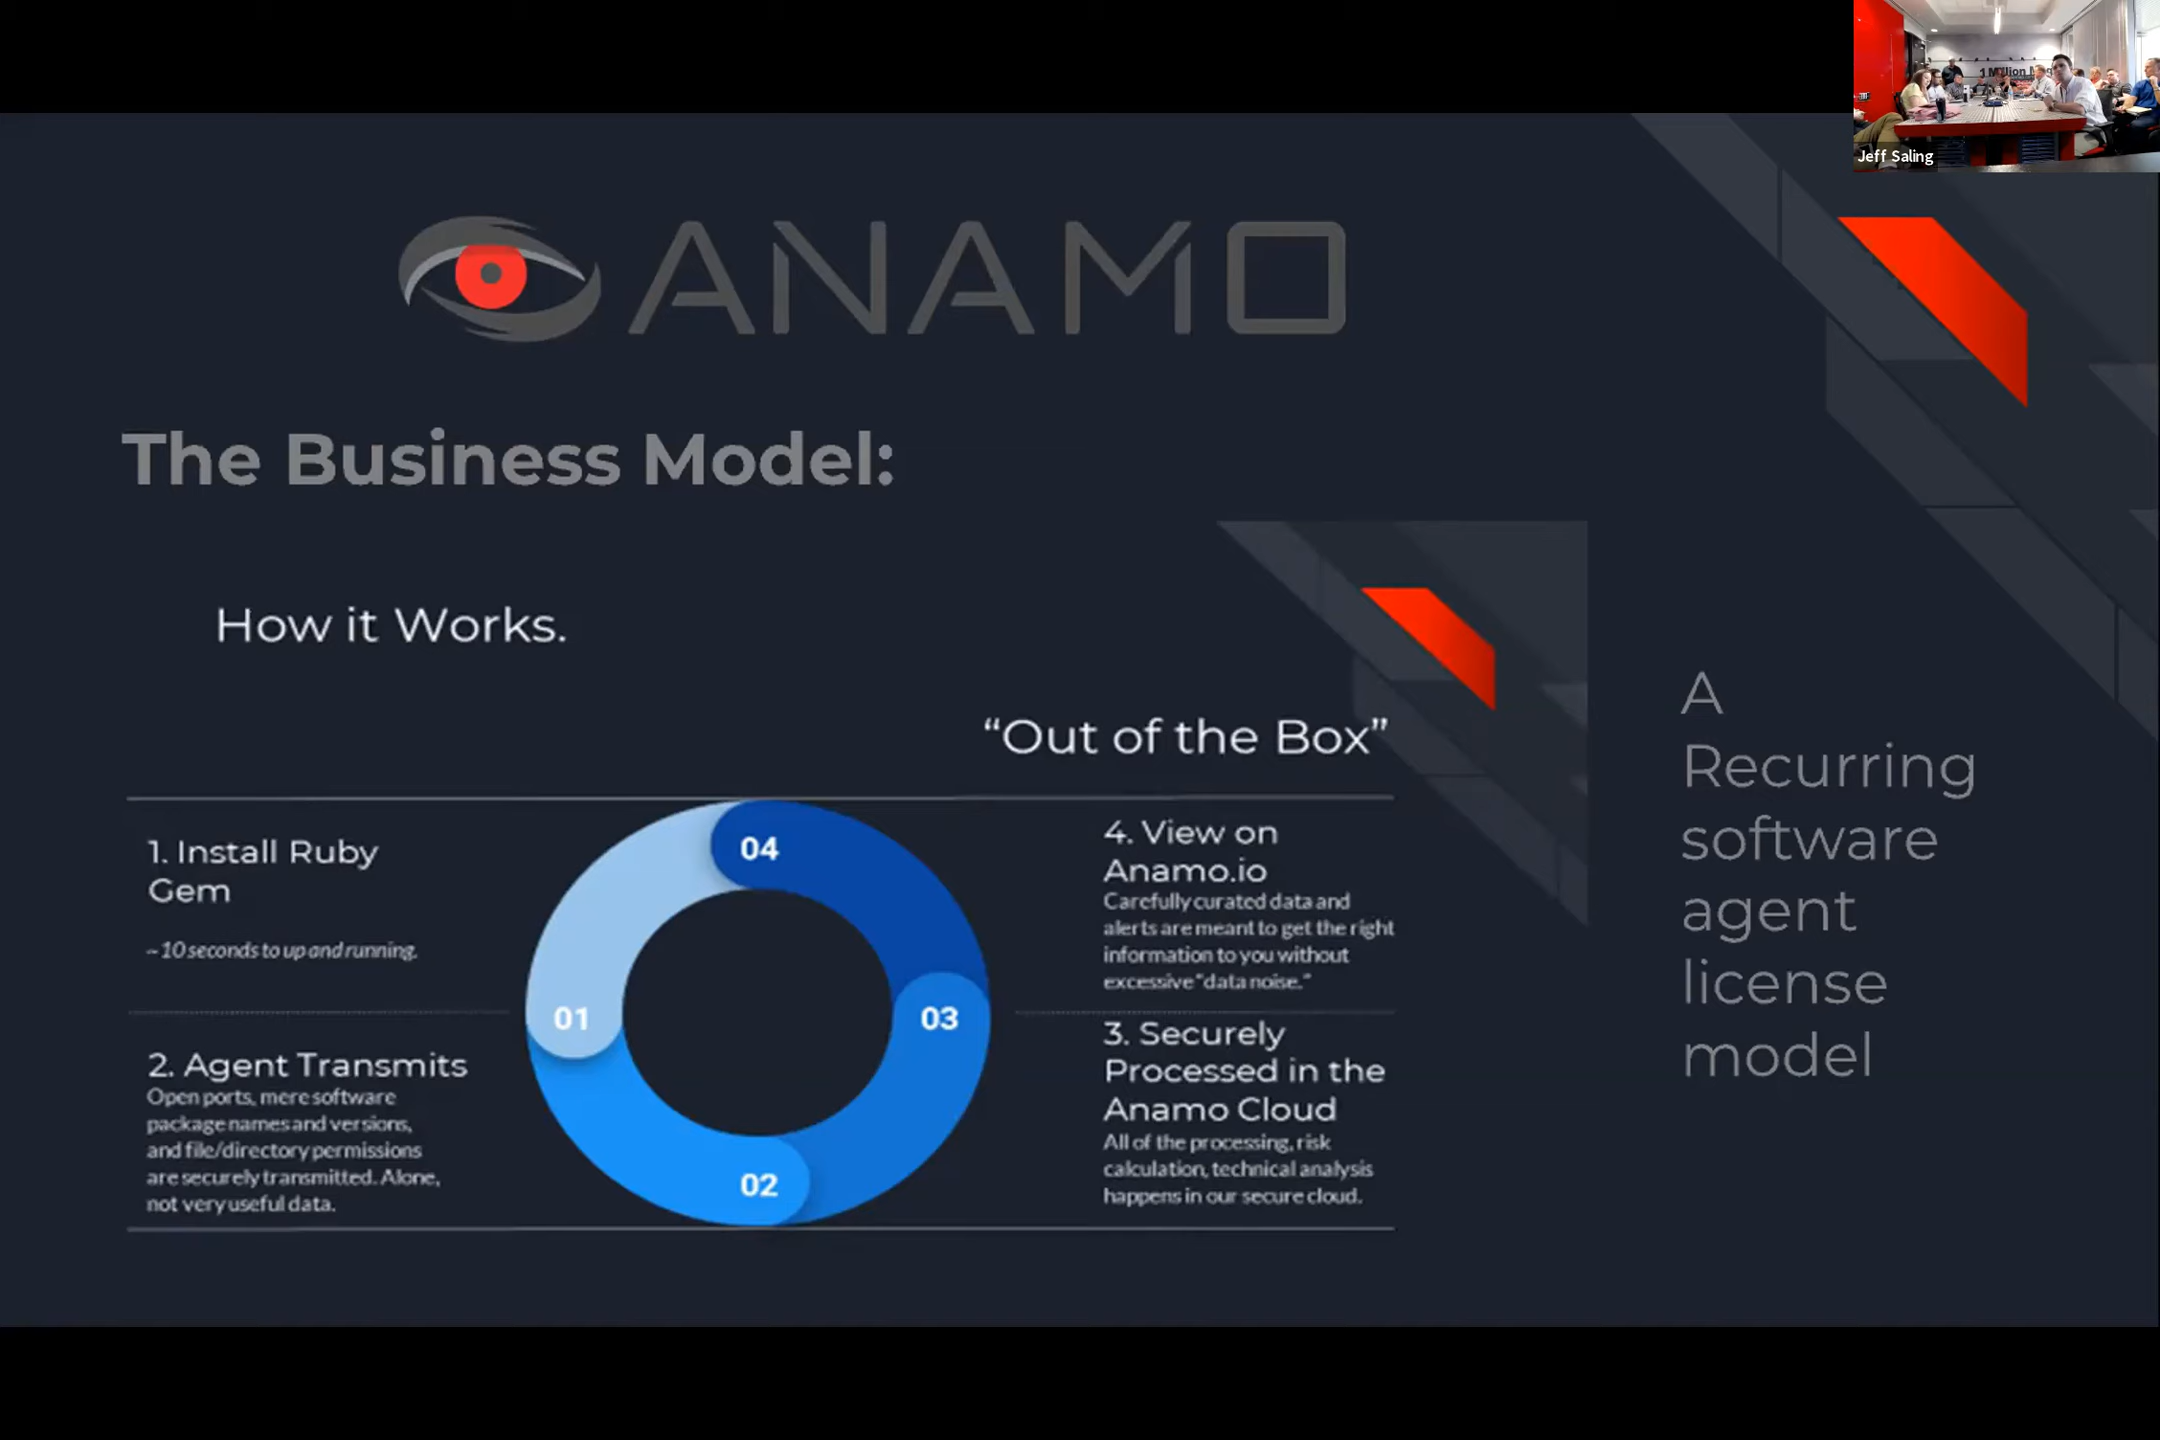 1 Million
Jeff Saling
ANAMO
The Business Model:
How it Works.
“Out of the Box”
1. Install Ruby
Gem
~ 10 seconds to up and running.
2. Agent Transmits
Open ports, mere software
package names and versions,
and file/directory permissions
are securely transmitted. Alone,
not very useful data.
04
01
03
02
4. View on
Anamo.io
Carefully curated data and
alerts are meant to get the right
information to you without
excessive "data noise."
3. Securely
Processed in the
Anamo Cloud
All of the processing, risk
calculation, technical analysis
happens in our secure cloud.
A
Recurring
software
agent
license
model